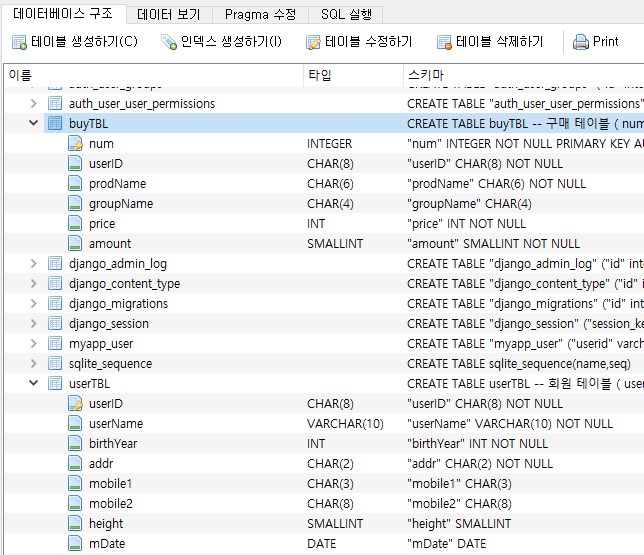 데이터베이스 구조 데이터 보기 Pragma 수정 SQL 실행
테이블 생성하기(C) 인덱스 생성하기(I) 테이블 수정하기 테이블 삭제하기 Print
이름 타입 스키마
auth_user_user_permissions CREATE TABLE "auth_user_user_permissions"
buyTBL CREATE TABLE buyTBL -- 구매 테이블 ( num
num INTEGER "num" INTEGER NOT NULL PRIMARY KEY AU
userID CHAR(8) "userID" CHAR(8) NOT NULL
prodName CHAR(6) "prodName" CHAR(6) NOT NULL
groupName CHAR(4) "groupName" CHAR(4)
price INT "price" INT NOT NULL
amount SMALLINT "amount" SMALLINT NOT NULL
django_admin_log CREATE TABLE "django_admin_log" ("id" inte
django_content_type CREATE TABLE "django_content_type" ("id" i
django_migrations CREATE TABLE "django_migrations" ("id" int
django_session CREATE TABLE "django_session" ("session_ke
myapp_user CREATE TABLE "myapp_user" ("userid" varch
sqlite_sequence CREATE TABLE sqlite_sequence(name,seq)
userTBL CREATE TABLE userTBL -- 회원 테이블 ( use
userID CHAR(8) "userID" CHAR(8) NOT NULL
userName VARCHAR(10) "userName" VARCHAR(10) NOT NULL
birthYear INT "birthYear" INT NOT NULL
addr CHAR(2) "addr" CHAR(2) NOT NULL
mobile1 CHAR(3) "mobile1" CHAR(3)
mobile2 CHAR(8) "mobile2" CHAR(8)
height SMALLINT "height" SMALLINT
mDate DATE "mDate" DATE